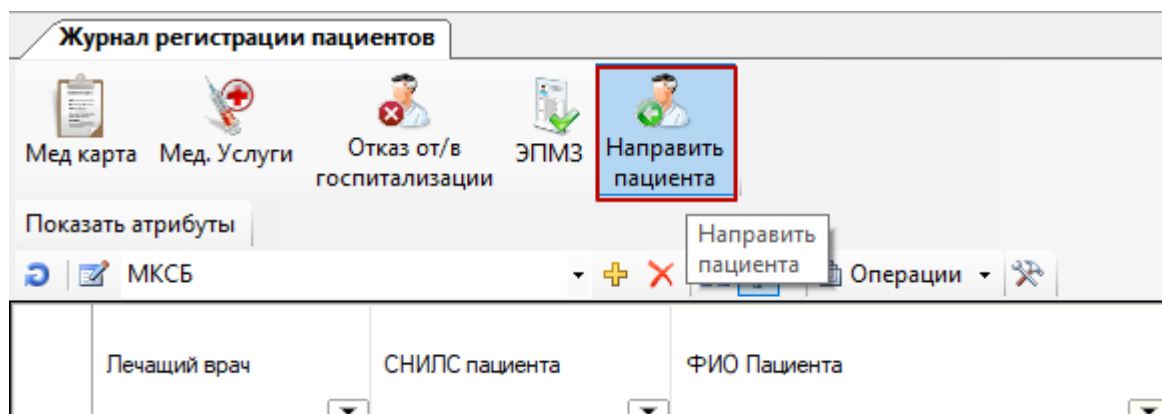 Журнал регистрации пациентов
Мед карта
Мед. Услуги
Отказ от/в
госпитализации
ЭПМЗ
Направить
пациента
Показать атрибуты
Направить
пациента
МКСБ
Операции
Лечащий врач
СНИЛС пациента
ФИО Пациента